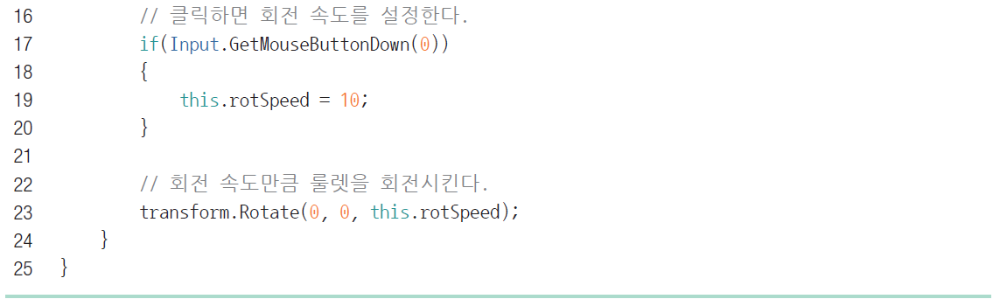 16 // 클릭하면 회전 속도를 설정한다.
17 if(Input.GetMouseButtonDown(0))
18 {
19 this.rotSpeed = 10;
20 }
21
22 // 회전 속도만큼 룰렛을 회전시킨다.
23 transform.Rotate(0, 0, this.rotSpeed);
24 }
25 }